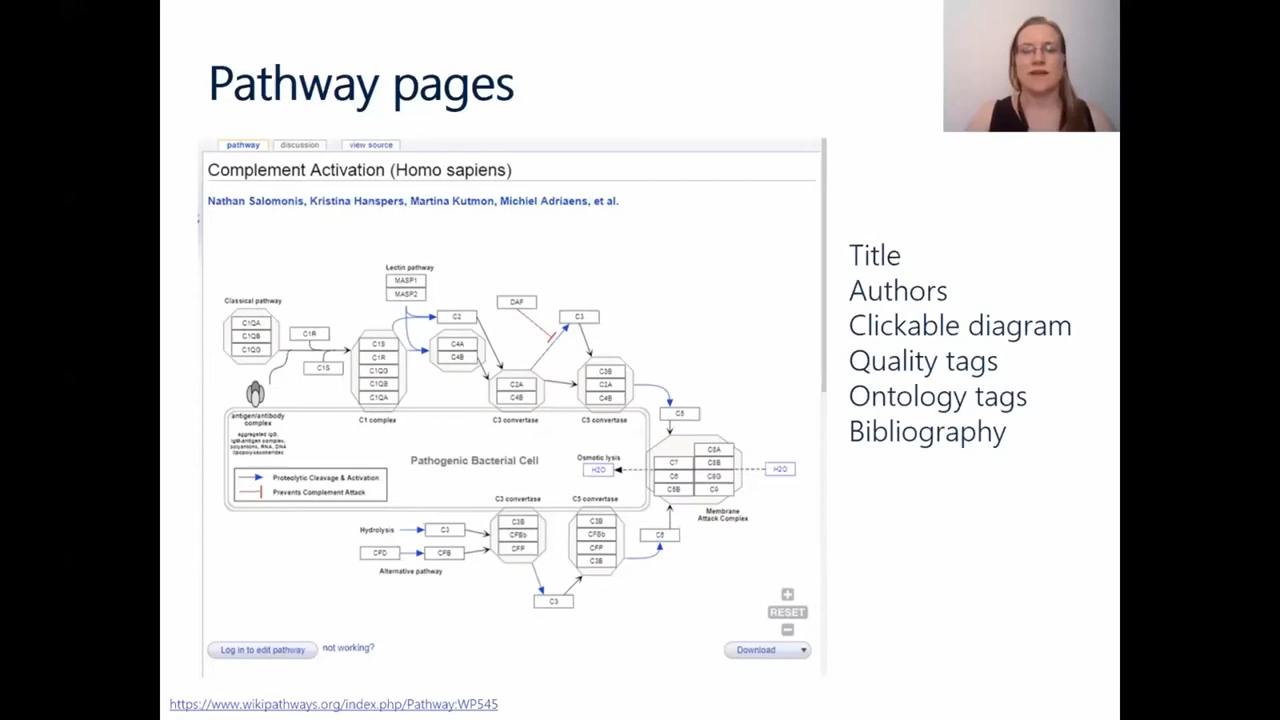 Pathway pages
pathway discussion view source
Complement Activation (Homo sapiens)
Nathan Salomonis, Kristina Hanspers, Martina Kutmon, Michiel Adriaens, et al.
Lectin pathway
MASP1
MASP2
Classical pathway
C1QA
C1QB
C1QG
C1R
C1S
antigen/antibody
complex
aggregated IgG,
C1S
C1R
C1QG
C1QB
C1QA
C1 complex
C2
C4A
C4B
DAF
C3
C2A
C4B
C3 convertase
C3B
C2A
C4B
C5 convertase
C5
Pathogenic Bacterial Cell
Proteolytic Cleavage & Activation
Prevents Complement Attack
Osmotic lysis
H2O
C7
C6
C5B
C8A
C8B
C8G
C9
H2O
Membrane
Attack Complex
Hydrolysis
C3
CFD
CFB
Alternative pathway
C3 convertase
C3B
CFBb
CFP
C3
C5 convertase
C3B
CFBb
CFP
C3B
RESET
Log in to edit pathway not working?
Download
Title
Authors
Clickable diagram
Quality tags
Ontology tags
Bibliography
https://www.wikipathways.org/index.php/Pathway:WP545